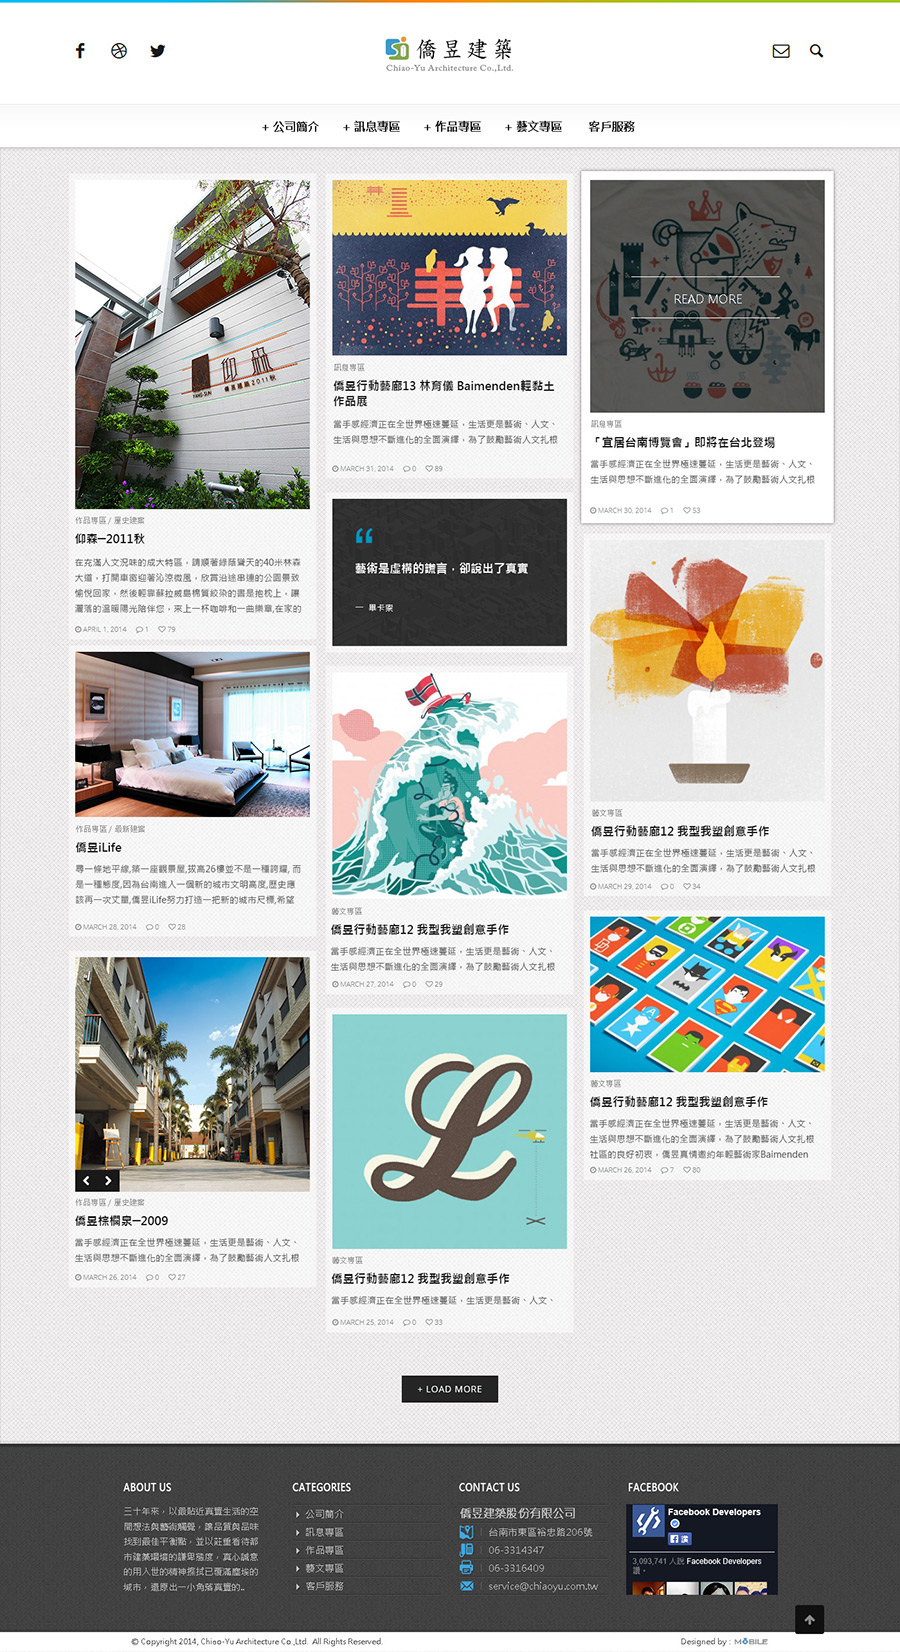 僑昱建築
Chiao-Yu Architecture Co.,Ltd.
+ 公司簡介
+ 訊息專區
+ 作品專區
+ 藝文專區
客戶服務
仰森
YANG-SUN
僑昱建築2011秋
作品專區 / 歷史建案
仰森—2011秋
在充滿人文況味的成大特區，請順著綠蔭聳天的40米林森
大道，打開車窗迎著沁涼微風，欣賞沿途串連的公園景致
愉悅回家，然後輕靠蘇拉威島棉質絞染的雲是抱枕上，讓
灑落的溫暖陽光陪伴您，來上一杯咖啡和一曲樂章,在家的
APRIL 1, 2014 1 79
作品專區 / 最新建案
僑昱iLife
尋一條地平線,築一座觀景屋,拔高26樓並不是一種誇耀, 而
是一種態度,因為台南進入一個新的城市文明高度,歷史應
該再一次丈量,僑昱iLife努力打造一把新的城市尺標,希望
MARCH 28, 2014 0 28
作品專區 / 歷史建案
僑昱棕櫚泉—2009
當手感經濟正在全世界極速蔓延，生活更是藝術、人文、
生活與思想不斷進化的全面演繹，為了鼓勵藝術人文扎根
MARCH 26, 2014 0 27
訊息專區
僑昱行動藝廊13 林育儀 Baimenden輕黏土
作品展
當手感經濟正在全世界極速蔓延，生活更是藝術、人文、
生活與思想不斷進化的全面演繹，為了鼓勵藝術人文扎根
MARCH 31, 2014 0 89
藝術是虛構的謊言，卻說出了真實
— 畢卡索
藝文專區
僑昱行動藝廊12 我型我塑創意手作
當手感經濟正在全世界極速蔓延，生活更是藝術、人文、
生活與思想不斷進化的全面演繹，為了鼓勵藝術人文扎根
MARCH 27, 2014 0 29
L
藝文專區
僑昱行動藝廊12 我型我塑創意手作
當手感經濟正在全世界極速蔓延，生活更是藝術、人文、
MARCH 25, 2014 0 33
READ MORE
訊息專區
「宜居台南博覽會」即將在台北登場
當手感經濟正在全世界極速蔓延，生活更是藝術、人文、
生活與思想不斷進化的全面演繹，為了鼓勵藝術人文扎根
MARCH 30, 2014 1 53
藝文專區
僑昱行動藝廊12 我型我塑創意手作
當手感經濟正在全世界極速蔓延，生活更是藝術、人文、
生活與思想不斷進化的全面演繹，為了鼓勵藝術人文扎根
MARCH 29, 2014 0 34
藝文專區
僑昱行動藝廊12 我型我塑創意手作
當手感經濟正在全世界極速蔓延，生活更是藝術、人文、
生活與思想不斷進化的全面演繹，為了鼓勵藝術人文扎根
社區的良好初衷，僑昱真情邀約年輕藝術家Baimenden
MARCH 26, 2014 7 80
+ LOAD MORE
ABOUT US
三十年來，以最貼近真實生活的空
間想法與藝術觸覺，讓品質與品味
找到最佳平衡點，並以莊重看待都
市建築環境的謙卑態度，真心誠意
的用入世的精神擦拭已覆滿塵埃的
城市，還原出一小角落真實的。
CATEGORIES
公司簡介
訊息專區
作品專區
藝文專區
客戶服務
CONTACT US
僑昱建築股份有限公司
台南市東區裕忠路206號
06-3314347
06-3316409
service@chiaoyu.com.tw
FACEBOOK
Facebook Developers
讚
3,093,741 人說 Facebook Developers
讚。
© Copyright 2014, Chiao-Yu Architecture Co.,Ltd. All Rights Reserved.
Designed by : MOBILE